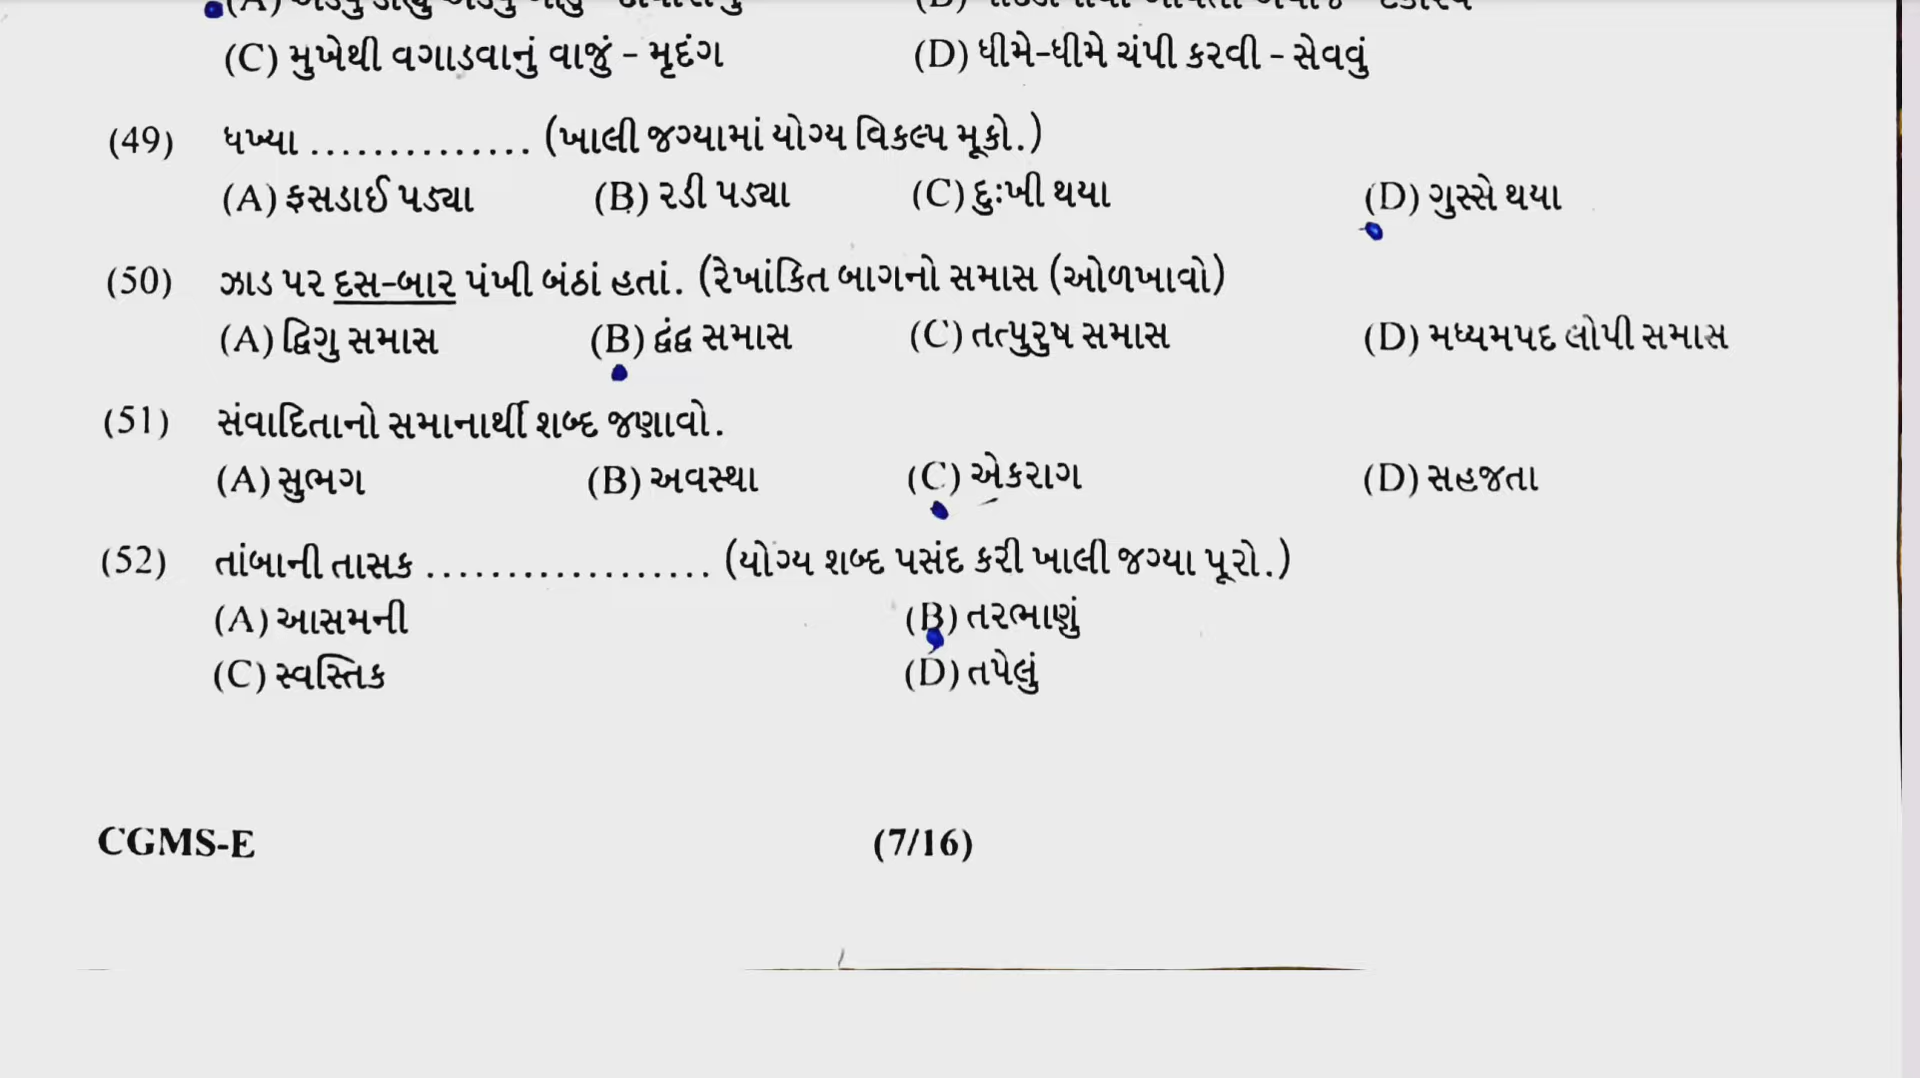 (C) મુખેથી વગાડવાનું વાજું – મૃદંગ (D) ધીમે-ધીમે ચંપી કરવી – સેવવું
(49) ધખ્યા .............. (ખાલી જગ્યામાં યોગ્ય વિકલ્પ મૂકો.)
(A) ફસડાઈ પડ્યા (B) રડી પડ્યા (C) દુઃખી થયા (D) ગુસ્સે થયા
(50) ઝાડ પર દસ-બાર પંખી બંઠાં હતાં. (રેખાંકિત બાગનો સમાસ (ઓળખાવો)
(A) દ્વિગુ સમાસ (B) દ્વંદ્વ સમાસ (C) તત્પુરુષ સમાસ (D) મધ્યમપદ લોપી સમાસ
(51) સંવાદિતાનો સમાનાર્થી શબ્દ જણાવો.
(A) સુભગ (B) અવસ્થા (C) એકરાગ (D) સહજતા
(52) તાંબાની તાસક .................. (યોગ્ય શબ્દ પસંદ કરી ખાલી જગ્યા પૂરો.)
(A) આસમની (B) તરભાણું
(C) સ્વસ્તિક (D) તપેલું
CGMS-E (7/16)